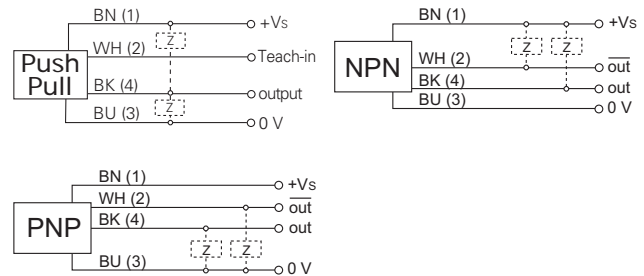 BN (1)
+Vs
Z
WH (2)
Teach-in
Push
Pull
BK (4)
output
Z
BU (3)
0 V
BN (1)
+Vs
Z Z
NPN
WH (2)
out
BK (4)
out
BU (3)
0 V
BN (1)
+Vs
WH (2)
out
PNP
BK (4)
out
Z Z
BU (3)
0 V